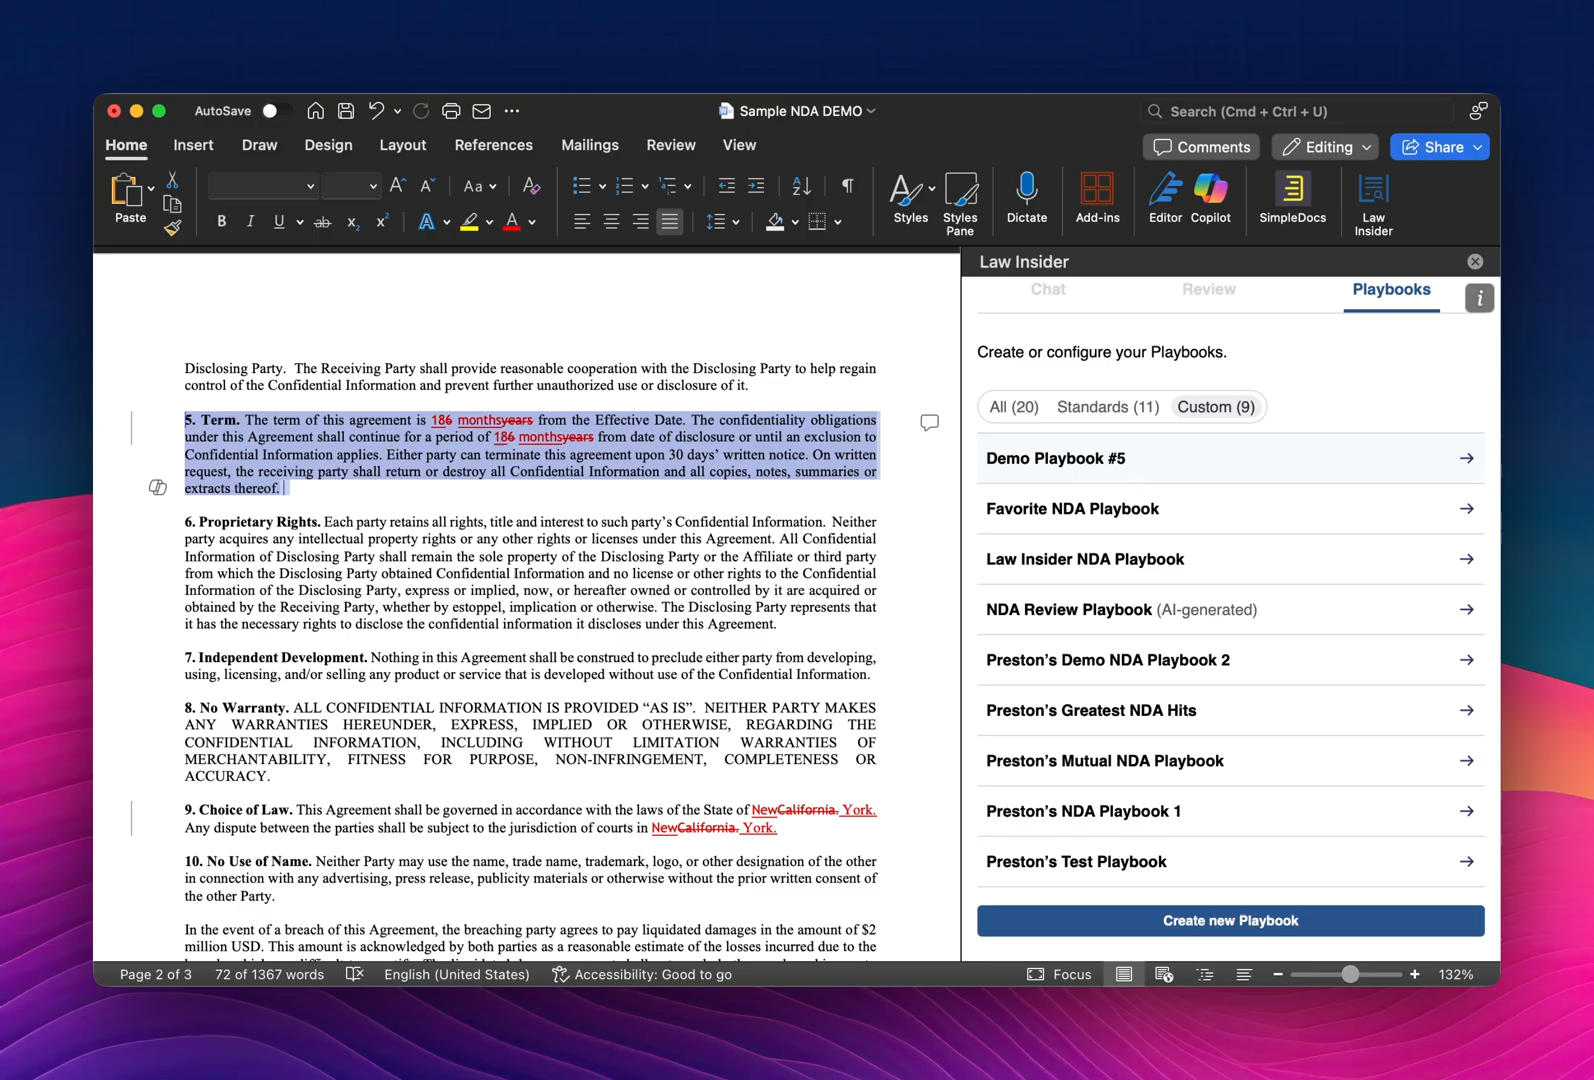 AutoSave
Sample NDA DEMO
Search (Cmd + Ctrl + U)
Home Insert Draw Design Layout References Mailings Review View
Comments Editing Share
Paste
Aa
B I U ab x₂ x² A A
Styles
Styles
Pane
Dictate
Add-ins
Editor
Copilot
SimpleDocs
Law
Insider
Disclosing Party. The Receiving Party shall provide reasonable cooperation with the Disclosing Party to help regain
control of the Confidential Information and prevent further unauthorized use or disclosure of it.
5. Term. The term of this agreement is 186 monthsyears from the Effective Date. The confidentiality obligations
under this Agreement shall continue for a period of 186 monthsyears from date of disclosure or until an exclusion to
Confidential Information applies. Either party can terminate this agreement upon 30 days’ written notice. On written
request, the receiving party shall return or destroy all Confidential Information and all copies, notes, summaries or
extracts thereof.
6. Proprietary Rights. Each party retains all rights, title and interest to such party’s Confidential Information. Neither
party acquires any intellectual property rights or any other rights or licenses under this Agreement. All Confidential
Information of Disclosing Party shall remain the sole property of the Disclosing Party or the Affiliate or third party
from which the Disclosing Party obtained Confidential Information and no license or other rights to the Confidential
Information of the Disclosing Party, express or implied, now, or hereafter owned or controlled by it are acquired or
obtained by the Receiving Party, whether by estoppel, implication or otherwise. The Disclosing Party represents that
it has the necessary rights to disclose the confidential information it discloses under this Agreement.
7. Independent Development. Nothing in this Agreement shall be construed to preclude either party from developing,
using, licensing, and/or selling any product or service that is developed without use of the Confidential Information.
8. No Warranty. ALL CONFIDENTIAL INFORMATION IS PROVIDED “AS IS”. NEITHER PARTY MAKES
ANY WARRANTIES HEREUNDER, EXPRESS, IMPLIED OR OTHERWISE, REGARDING THE
CONFIDENTIAL INFORMATION, INCLUDING WITHOUT LIMITATION WARRANTIES OF
MERCHANTABILITY, FITNESS FOR PURPOSE, NON-INFRINGEMENT, COMPLETENESS OR
ACCURACY.
9. Choice of Law. This Agreement shall be governed in accordance with the laws of the State of NewCalifornia. York.
Any dispute between the parties shall be subject to the jurisdiction of courts in NewCalifornia. York.
10. No Use of Name. Neither Party may use the name, trade name, trademark, logo, or other designation of the other
in connection with any advertising, press release, publicity materials or otherwise without the prior written consent of
the other Party.
In the event of a breach of this Agreement, the breaching party agrees to pay liquidated damages in the amount of $2
million USD. This amount is acknowledged by both parties as a reasonable estimate of the losses incurred due to the
Law Insider
Chat Review Playbooks
i
Create or configure your Playbooks.
All (20) Standards (11) Custom (9)
Demo Playbook #5
Favorite NDA Playbook
Law Insider NDA Playbook
NDA Review Playbook (AI-generated)
Preston’s Demo NDA Playbook 2
Preston’s Greatest NDA Hits
Preston’s Mutual NDA Playbook
Preston’s NDA Playbook 1
Preston’s Test Playbook
Create new Playbook
Page 2 of 3 72 of 1367 words English (United States) Accessibility: Good to go Focus 132%